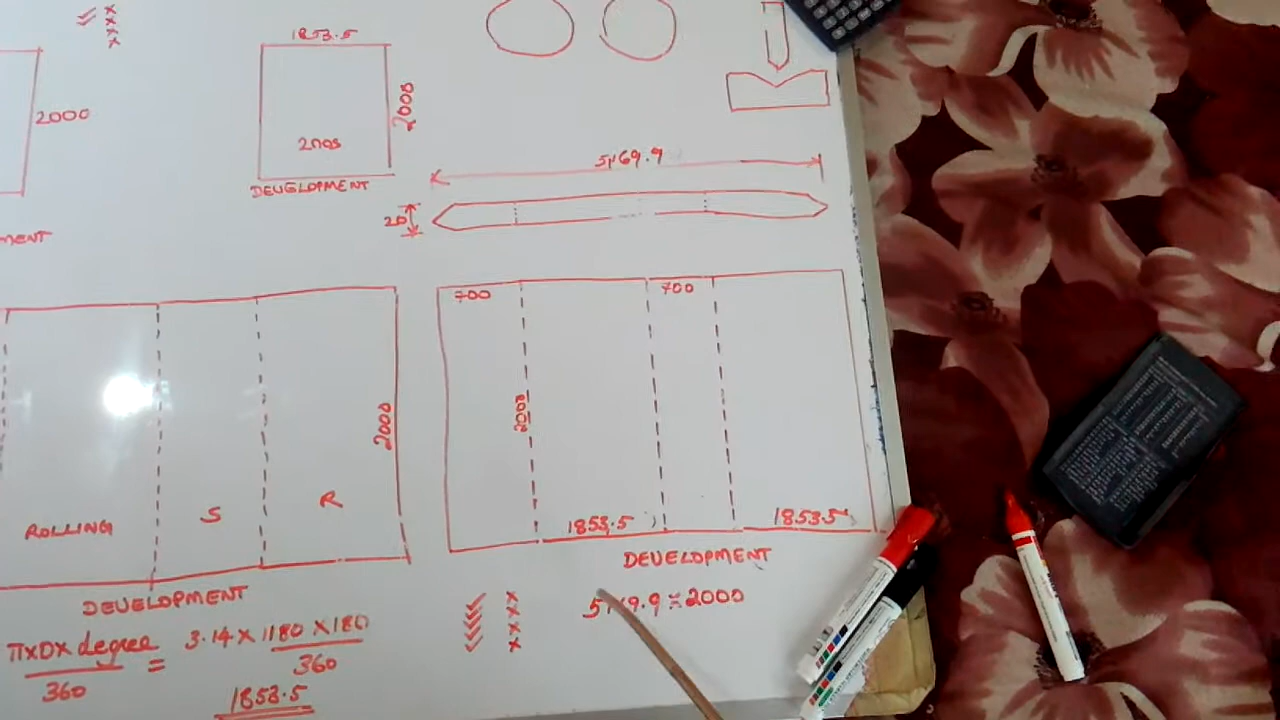 1853.5
2000
2000
2nos
DEVELOPMENT
5169.9
20
MENT
700
700
2000
2000
ROLLING
S
R
1853.5
1853.5
DEVELOPMENT
DEVELOPMENT
5169.9 × 2000
π×D× degree / 360 = 3.14 × 1180 × 180 / 360
1853.5